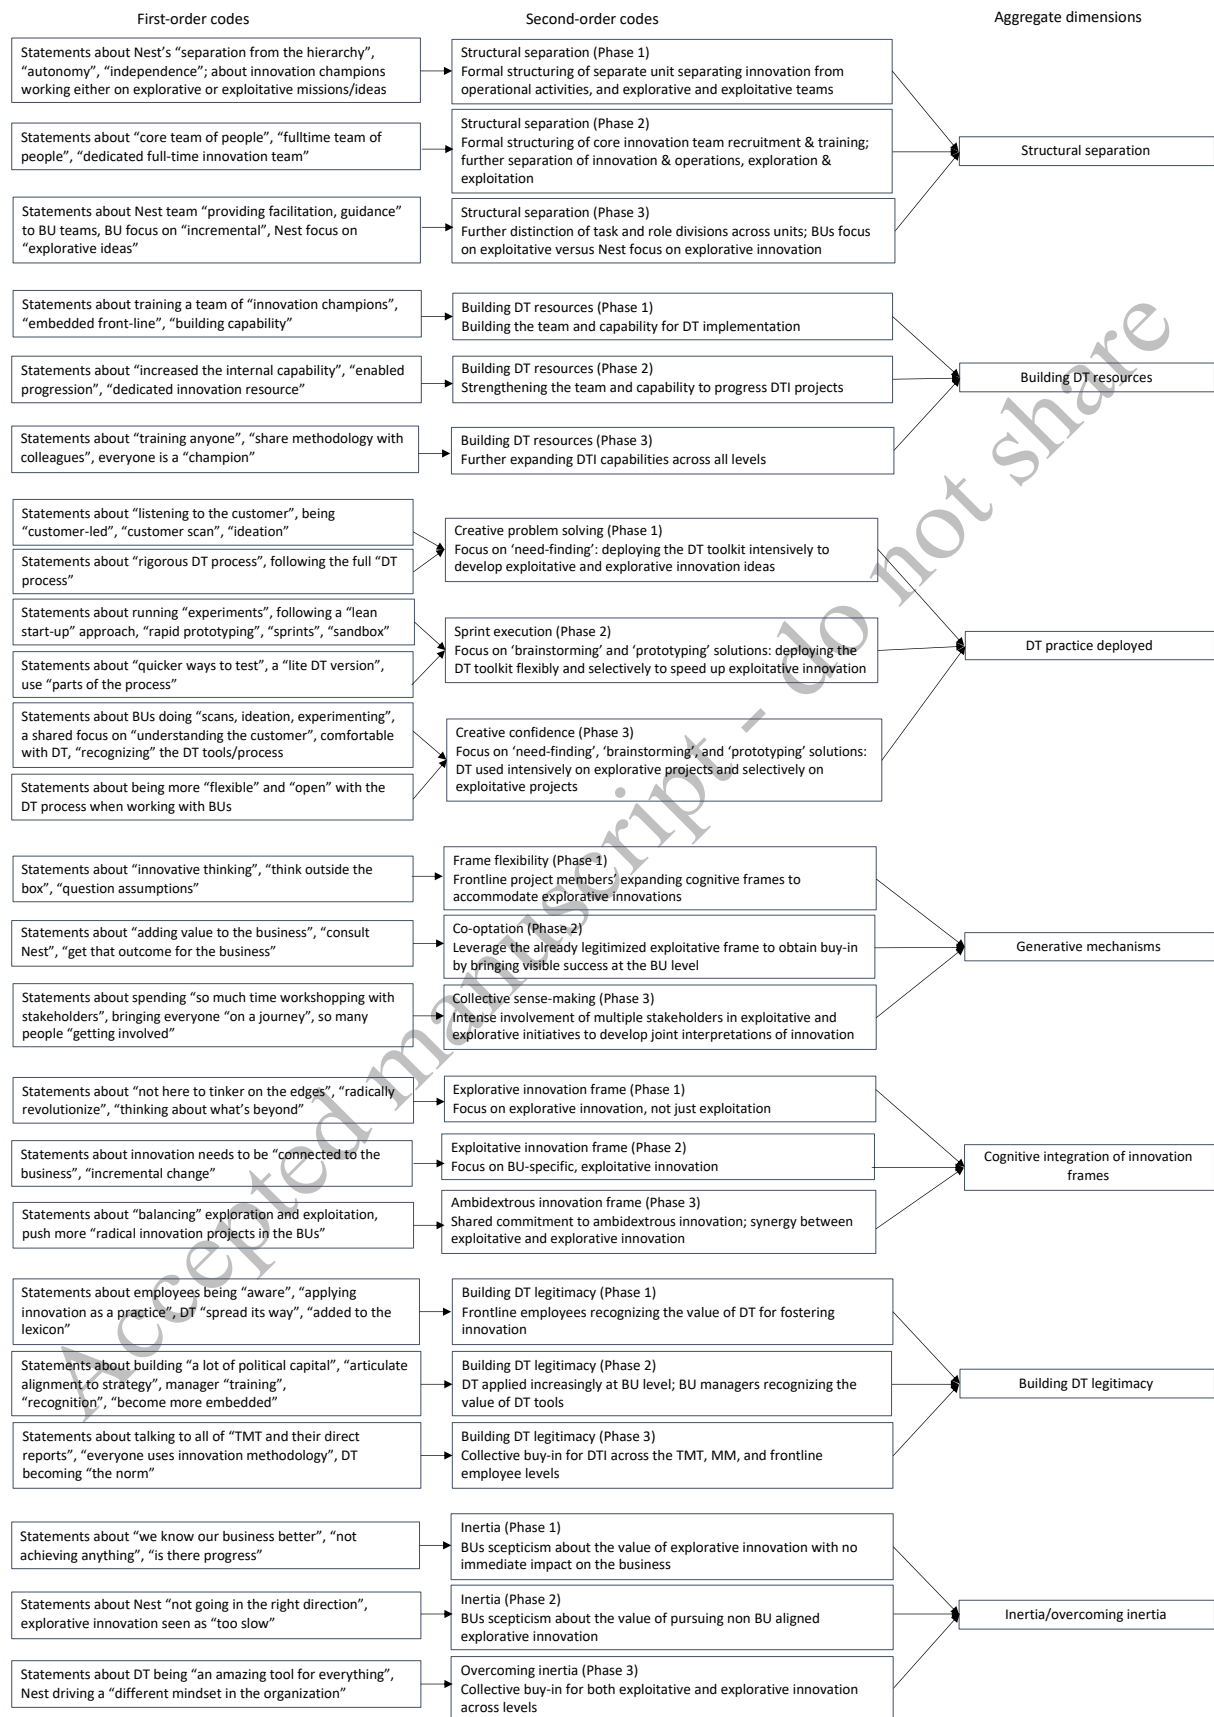 First-order codes
Second-order codes
Aggregate dimensions
Statements about Nest’s “separation from the hierarchy”,
“autonomy”, “independence”; about innovation champions
working either on explorative or exploitative missions/ideas
Structural separation (Phase 1)
Formal structuring of separate unit separating innovation from
operational activities, and explorative and exploitative teams
Statements about “core team of people”, “fulltime team of
people”, “dedicated full-time innovation team”
Structural separation (Phase 2)
Formal structuring of core innovation team recruitment & training;
further separation of innovation & operations, exploration &
exploitation
Structural separation
Statements about Nest team “providing facilitation, guidance”
to BU teams, BU focus on “incremental”, Nest focus on
“explorative ideas”
Structural separation (Phase 3)
Further distinction of task and role divisions across units; BUs focus
on exploitative versus Nest focus on explorative innovation
Statements about training a team of “innovation champions”,
“embedded front-line”, “building capability”
Building DT resources (Phase 1)
Building the team and capability for DT implementation
Statements about “increased the internal capability”, “enabled
progression”, “dedicated innovation resource”
Building DT resources (Phase 2)
Strengthening the team and capability to progress DTI projects
Building DT resources
Statements about “training anyone”, “share methodology with
colleagues”, everyone is a “champion”
Building DT resources (Phase 3)
Further expanding DTI capabilities across all levels
Statements about “listening to the customer”, being
“customer-led”, “customer scan”, “ideation”
Statements about “rigorous DT process”, following the full “DT
process”
Creative problem solving (Phase 1)
Focus on ‘need-finding’: deploying the DT toolkit intensively to
develop exploitative and explorative innovation ideas
Statements about running “experiments”, following a “lean
start-up” approach, “rapid prototyping”, “sprints”, “sandbox”
Statements about “quicker ways to test”, a “lite DT version”,
use “parts of the process”
Sprint execution (Phase 2)
Focus on ‘brainstorming’ and ‘prototyping’ solutions: deploying the
DT toolkit flexibly and selectively to speed up exploitative innovation
DT practice deployed
Statements about BUs doing “scans, ideation, experimenting”,
a shared focus on “understanding the customer”, comfortable
with DT, “recognizing” the DT tools/process
Statements about being more “flexible” and “open” with the
DT process when working with BUs
Creative confidence (Phase 3)
Focus on ‘need-finding’, ‘brainstorming’, and ‘prototyping’ solutions:
DT used intensively on explorative projects and selectively on
exploitative projects
Statements about “innovative thinking”, “think outside the
box”, “question assumptions”
Frame flexibility (Phase 1)
Frontline project members’ expanding cognitive frames to
accommodate explorative innovations
Statements about “adding value to the business”, “consult
Nest”, “get that outcome for the business”
Co-optation (Phase 2)
Leverage the already legitimized exploitative frame to obtain buy-in
by bringing visible success at the BU level
Generative mechanisms
Statements about spending “so much time workshopping with
stakeholders”, bringing everyone “on a journey”, so many
people “getting involved”
Collective sense-making (Phase 3)
Intense involvement of multiple stakeholders in exploitative and
explorative initiatives to develop joint interpretations of innovation
Statements about “not here to tinker on the edges”, “radically
revolutionize”, “thinking about what’s beyond”
Explorative innovation frame (Phase 1)
Focus on explorative innovation, not just exploitation
Statements about innovation needs to be “connected to the
business”, “incremental change”
Exploitative innovation frame (Phase 2)
Focus on BU-specific, exploitative innovation
Cognitive integration of innovation
frames
Statements about “balancing” exploration and exploitation,
push more “radical innovation projects in the BUs”
Ambidextrous innovation frame (Phase 3)
Shared commitment to ambidextrous innovation; synergy between
exploitative and explorative innovation
Statements about employees being “aware”, “applying
innovation as a practice”, DT “spread its way”, “added to the
lexicon”
Building DT legitimacy (Phase 1)
Frontline employees recognizing the value of DT for fostering
innovation
Statements about building “a lot of political capital”, “articulate
alignment to strategy”, manager “training”,
“recognition”, “become more embedded”
Building DT legitimacy (Phase 2)
DT applied increasingly at BU level; BU managers recognizing the
value of DT tools
Building DT legitimacy
Statements about talking to all of “TMT and their direct
reports”, “everyone uses innovation methodology”, DT
becoming “the norm”
Building DT legitimacy (Phase 3)
Collective buy-in for DTI across the TMT, MM, and frontline
employee levels
Statements about “we know our business better”, “not
achieving anything”, “is there progress”
Inertia (Phase 1)
BUs scepticism about the value of explorative innovation with no
immediate impact on the business
Statements about Nest “not going in the right direction”,
explorative innovation seen as “too slow”
Inertia (Phase 2)
BUs scepticism about the value of pursuing non BU aligned
explorative innovation
Inertia/overcoming inertia
Statements about DT being “an amazing tool for everything”,
Nest driving a “different mindset in the organization”
Overcoming inertia (Phase 3)
Collective buy-in for both exploitative and explorative innovation
across levels
Accepted manuscript - do not share